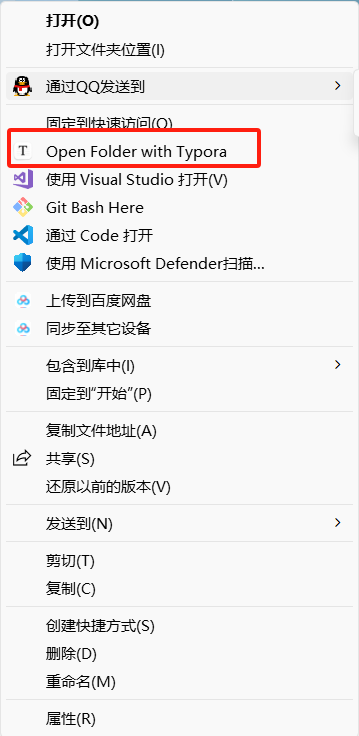 打开(O)
打开文件夹位置(I)
通过QQ发送到
固定到快速访问(Q)
T Open Folder with Typora
使用 Visual Studio 打开(V)
Git Bash Here
通过 Code 打开
使用 Microsoft Defender扫描...
上传到百度网盘
同步至其它设备
包含到库中(I)
固定到“开始”(P)
复制文件地址(A)
共享(S)
还原以前的版本(V)
发送到(N)
剪切(T)
复制(C)
创建快捷方式(S)
删除(D)
重命名(M)
属性(R)